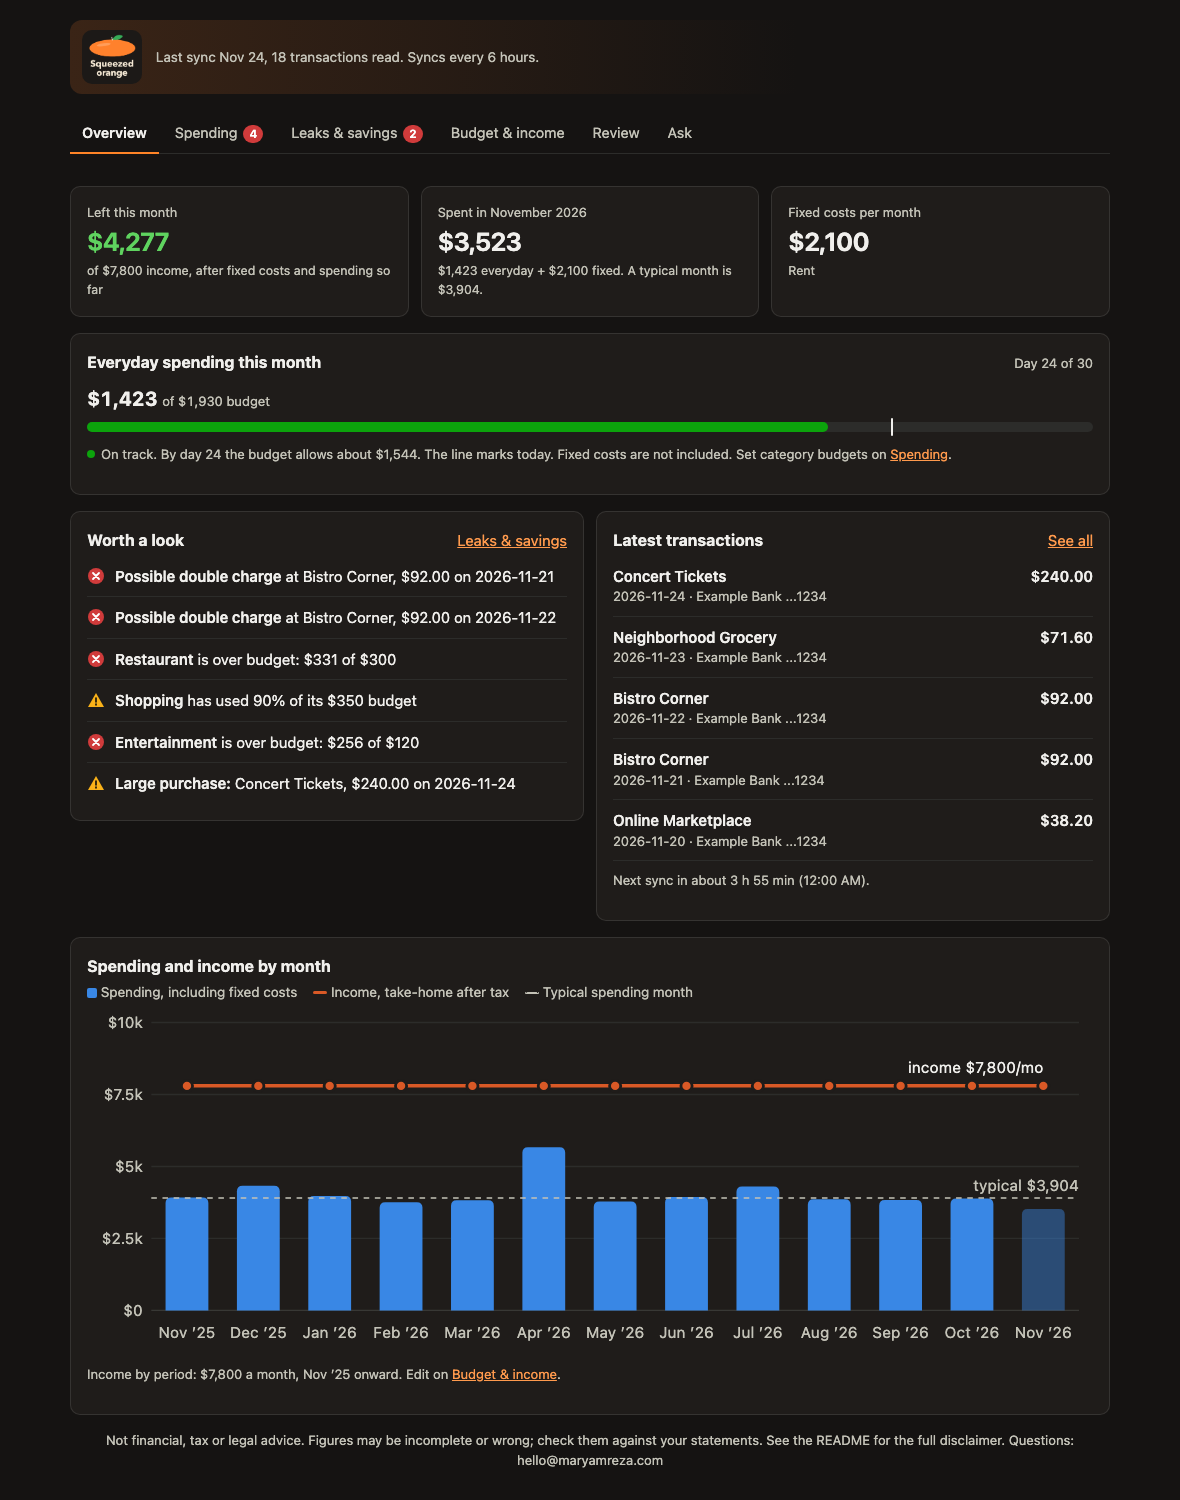 Squeezed
orange
Last sync Nov 24, 18 transactions read. Syncs every 6 hours.
Overview
Spending 4
Leaks & savings 2
Budget & income
Review
Ask
Left this month
$4,277
of $7,800 income, after fixed costs and spending so
far
Spent in November 2026
$3,523
$1,423 everyday + $2,100 fixed. A typical month is
$3,904.
Fixed costs per month
$2,100
Rent
Everyday spending this month
Day 24 of 30
$1,423 of $1,930 budget
On track. By day 24 the budget allows about $1,544. The line marks today. Fixed costs are not included. Set category budgets on Spending.
Worth a look
Leaks & savings
Possible double charge at Bistro Corner, $92.00 on 2026-11-21
Possible double charge at Bistro Corner, $92.00 on 2026-11-22
Restaurant is over budget: $331 of $300
Shopping has used 90% of its $350 budget
Entertainment is over budget: $256 of $120
Large purchase: Concert Tickets, $240.00 on 2026-11-24
Latest transactions
See all
Concert Tickets $240.00
2026-11-24 · Example Bank ...1234
Neighborhood Grocery $71.60
2026-11-23 · Example Bank ...1234
Bistro Corner $92.00
2026-11-22 · Example Bank ...1234
Bistro Corner $92.00
2026-11-21 · Example Bank ...1234
Online Marketplace $38.20
2026-11-20 · Example Bank ...1234
Next sync in about 3 h 55 min (12:00 AM).
Spending and income by month
Spending, including fixed costs
Income, take-home after tax
Typical spending month
$10k
income $7,800/mo
$7.5k
$5k
typical $3,904
$2.5k
$0
Nov ’25 Dec ’25 Jan ’26 Feb ’26 Mar ’26 Apr ’26 May ’26 Jun ’26 Jul ’26 Aug ’26 Sep ’26 Oct ’26 Nov ’26
Income by period: $7,800 a month, Nov ’25 onward. Edit on Budget & income.
Not financial, tax or legal advice. Figures may be incomplete or wrong; check them against your statements. See the README for the full disclaimer. Questions:
hello@maryamreza.com